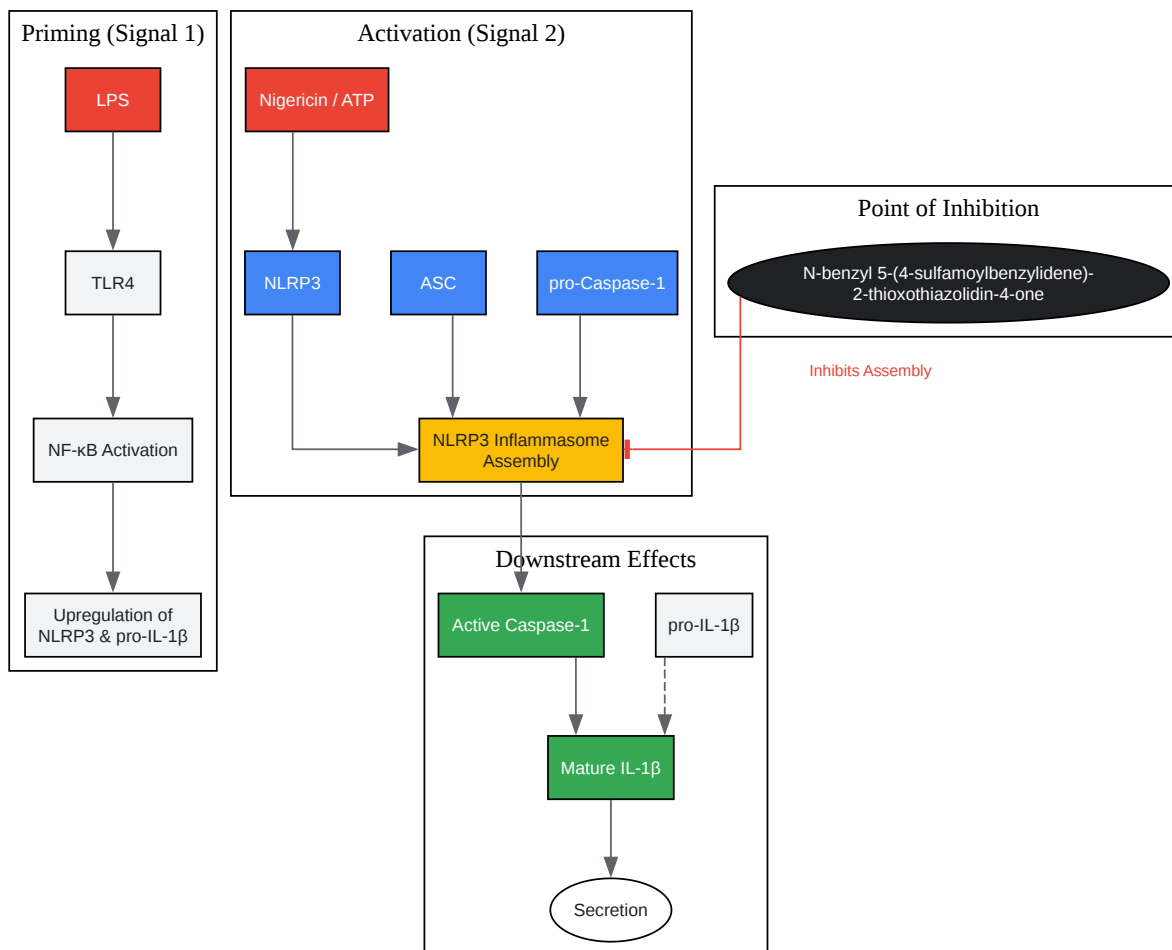 Priming (Signal 1)
LPS
TLR4
NF-κB Activation
Upregulation of
NLRP3 & pro-IL-1β
Activation (Signal 2)
Nigericin / ATP
NLRP3
ASC
pro-Caspase-1
NLRP3 Inflammasome
Assembly
Point of Inhibition
N-benzyl 5-(4-sulfamoylbenzylidene)-
2-thioxothiazolidin-4-one
Inhibits Assembly
Downstream Effects
Active Caspase-1
pro-IL-1β
Mature IL-1β
Secretion